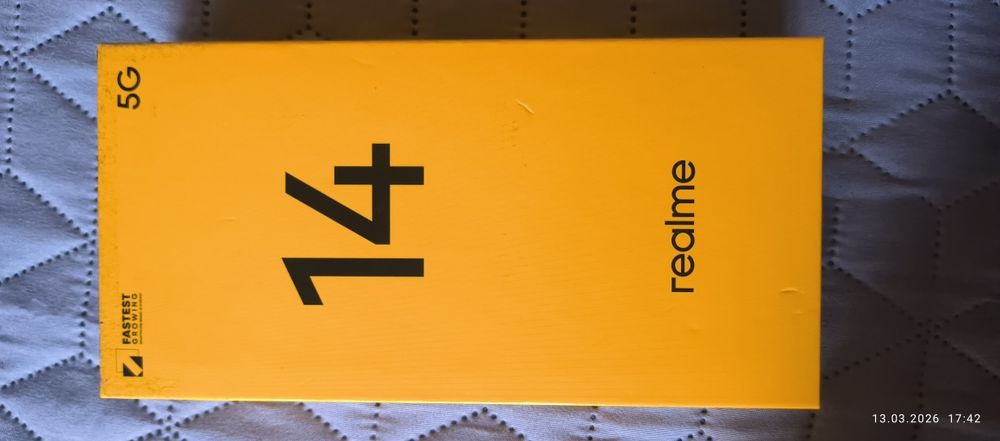 FASTEST
GROWING
5G
14
realme
13.03.2026 17:42